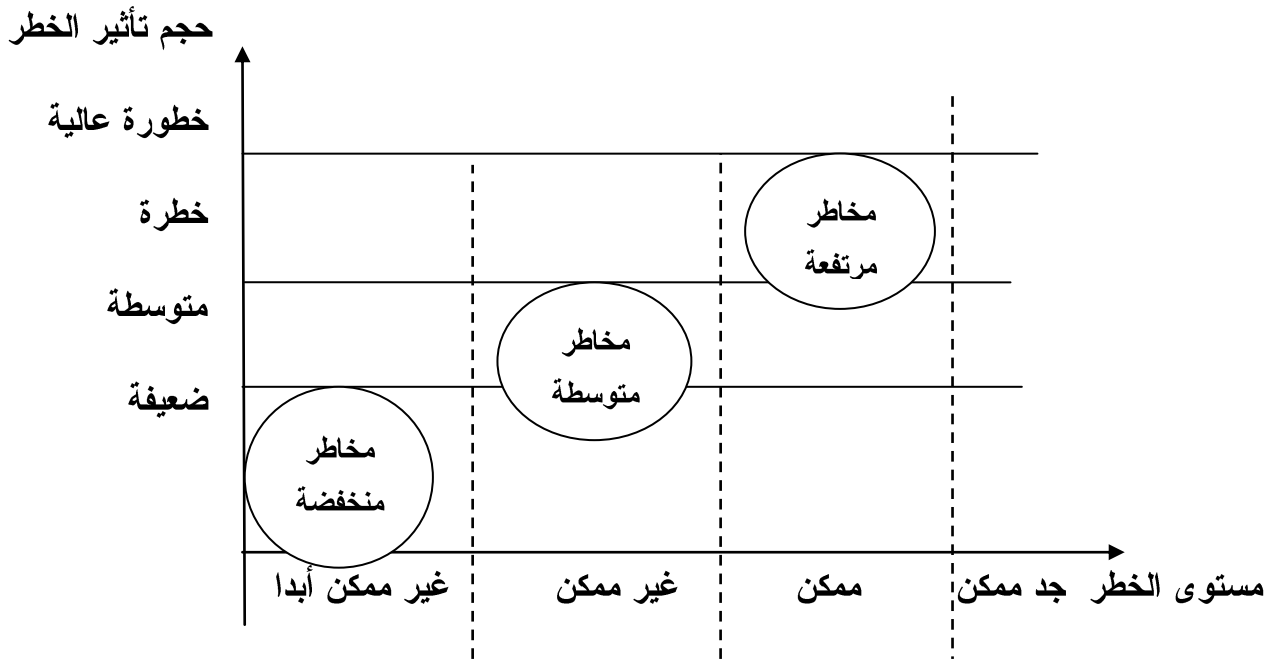 حجم تأثير الخطر
خطورة عالية
خطرة
متوسطة
ضعيفة
مخاطر
مرتفعة
مخاطر
متوسطة
مخاطر
منخفضة
مستوى الخطر
جد ممكن
ممكن
غير ممكن
غير ممكن أبدا